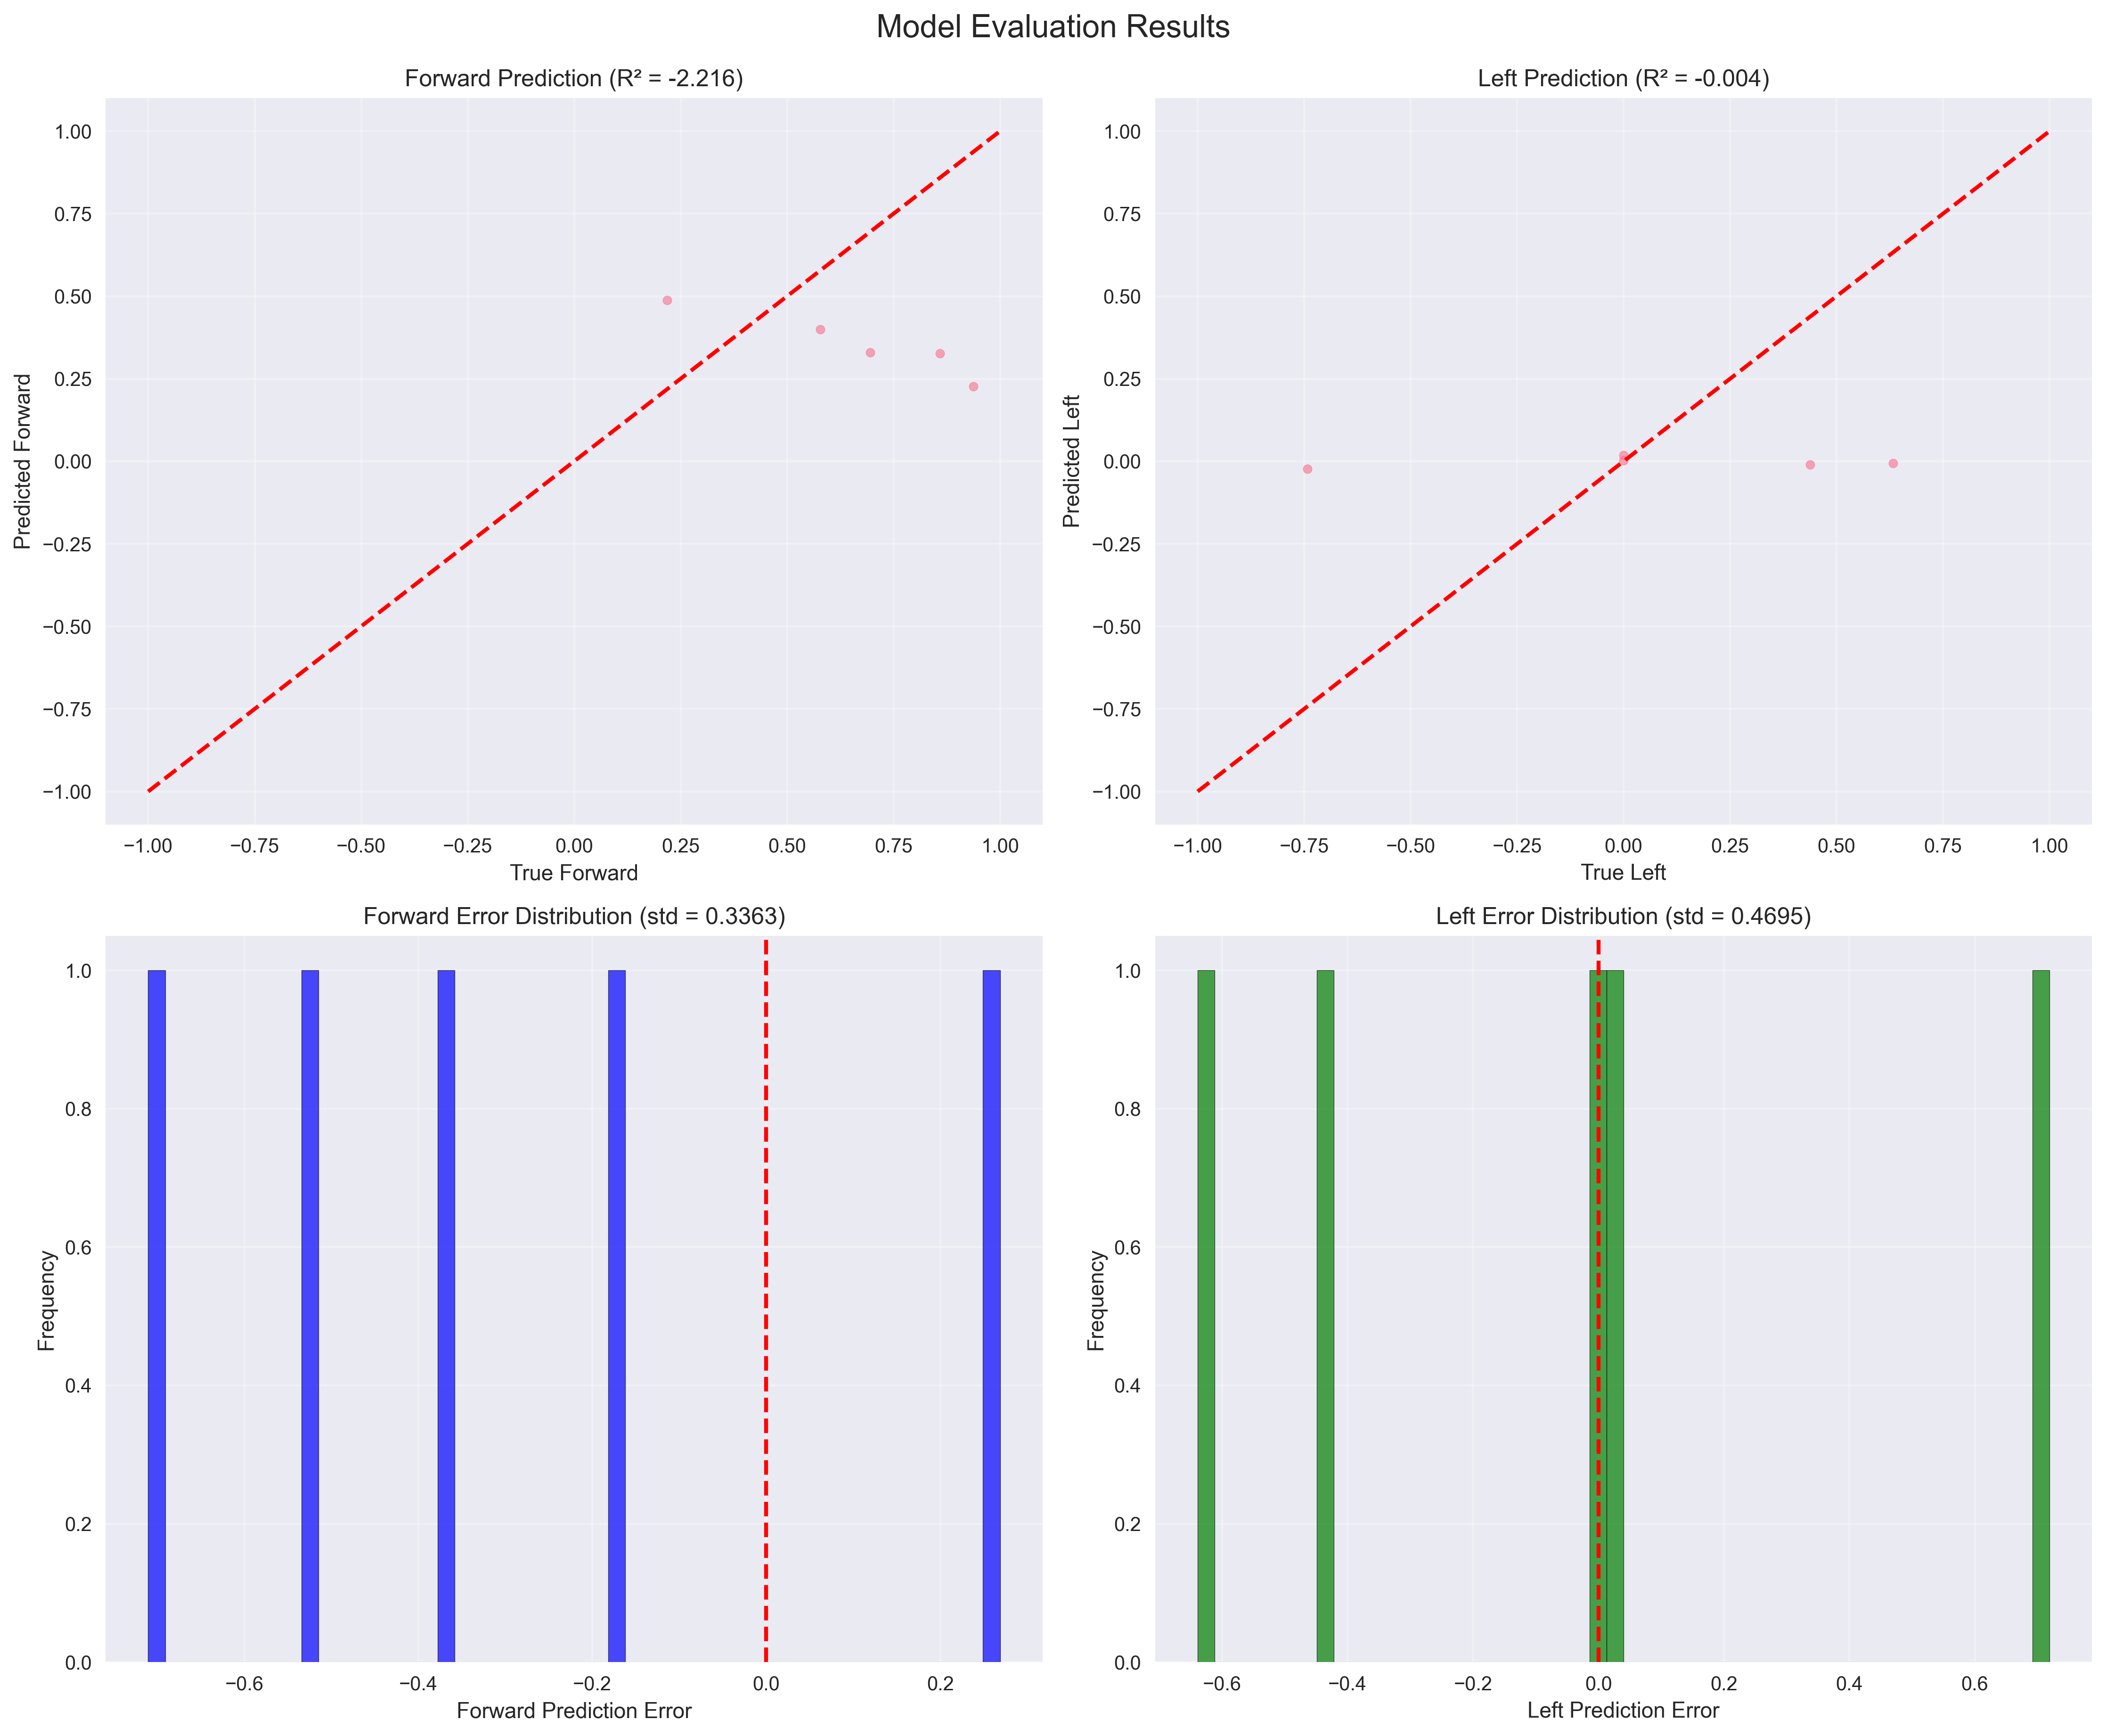 Model Evaluation Results
Forward Prediction (R² = -2.216)
1.00
0.75
0.50
0.25
0.00
−0.25
−0.50
−0.75
−1.00
Predicted Forward
−1.00 −0.75 −0.50 −0.25 0.00 0.25 0.50 0.75 1.00
True Forward
Left Prediction (R² = -0.004)
1.00
0.75
0.50
0.25
0.00
−0.25
−0.50
−0.75
−1.00
Predicted Left
−1.00 −0.75 −0.50 −0.25 0.00 0.25 0.50 0.75 1.00
True Left
Forward Error Distribution (std = 0.3363)
1.0
0.8
0.6
0.4
0.2
0.0
Frequency
−0.6 −0.4 −0.2 0.0 0.2
Forward Prediction Error
Left Error Distribution (std = 0.4695)
1.0
0.8
0.6
0.4
0.2
0.0
Frequency
−0.6 −0.4 −0.2 0.0 0.2 0.4 0.6
Left Prediction Error